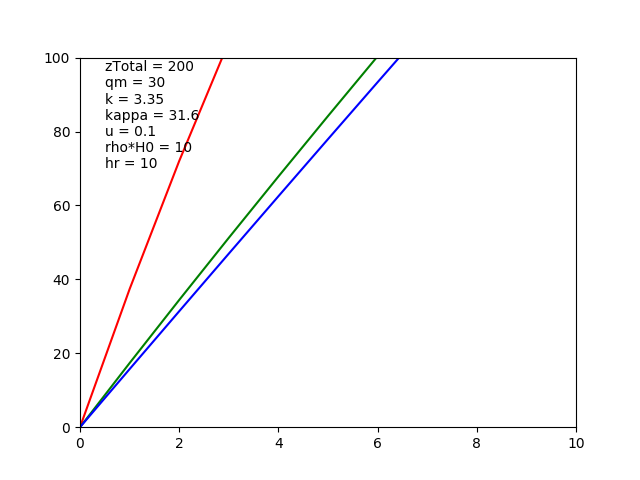 100
zTotal = 200
qm = 30
k = 3.35
kappa = 31.6
u = 0.1
rho*H0 = 10
hr = 10
80
60
40
20
0
0 2 4 6 8 10